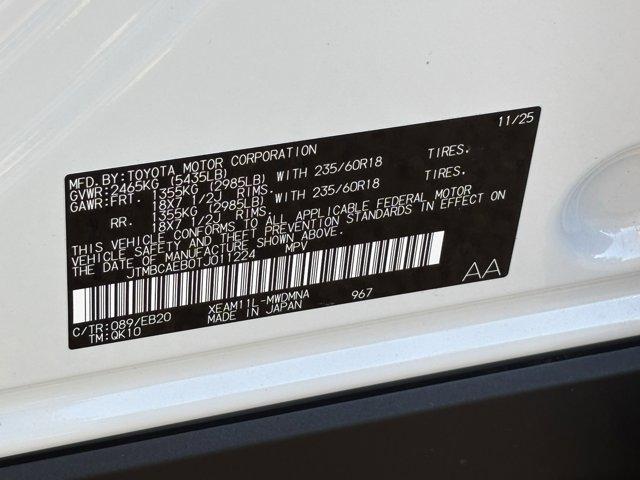 MFD.BY:TOYOTA MOTOR CORPORATION 11/25
GVWR:2465KG (5435LB)
GAWR:FRT. 1355KG (2985LB) WITH 235/60R18 TIRES.
18X7 1/2J RIMS.
RR. 1355KG (2985LB) WITH 235/60R18 TIRES.
18X7 1/2J RIMS.
THIS VEHICLE CONFORMS TO ALL APPLICABLE FEDERAL MOTOR
VEHICLE SAFETY, THEFT PREVENTION STANDARDS IN EFFECT ON
THE DATE OF MANUFACTURE SHOWN ABOVE.
JTMBCAEB0TJ011224 MPV
AA
C/TR:089/EB20 XEAM11L-MWDMNA 967
TM:QK10 MADE IN JAPAN